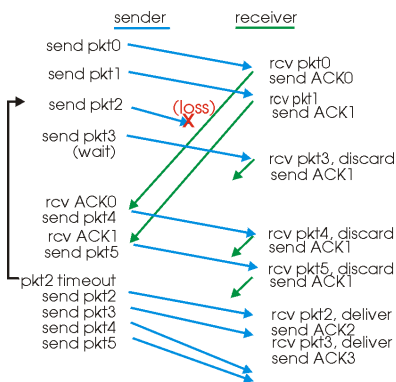 sender
receiver
send pkt0
send pkt1
send pkt2
(loss)
X
send pkt3
(wait)
rcv ACK0
send pkt4
rcv ACK1
send pkt5
pkt2 timeout
send pkt2
send pkt3
send pkt4
send pkt5
rcv pkt0
send ACK0
rcv pkt1
send ACK1
rcv pkt3, discard
send ACK1
rcv pkt4, discard
send ACK1
rcv pkt5, discard
send ACK1
rcv pkt2, deliver
send ACK2
rcv pkt3, deliver
send ACK3